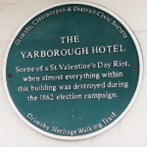 Grimsby, Cleethorpes & District Civic Society
THE
YARBOROUGH HOTEL
Scene of a St. Valentine's Day Riot,
when almost everything within
this building was destroyed during
the 1862 election campaign.
Grimsby Heritage Walking Trail